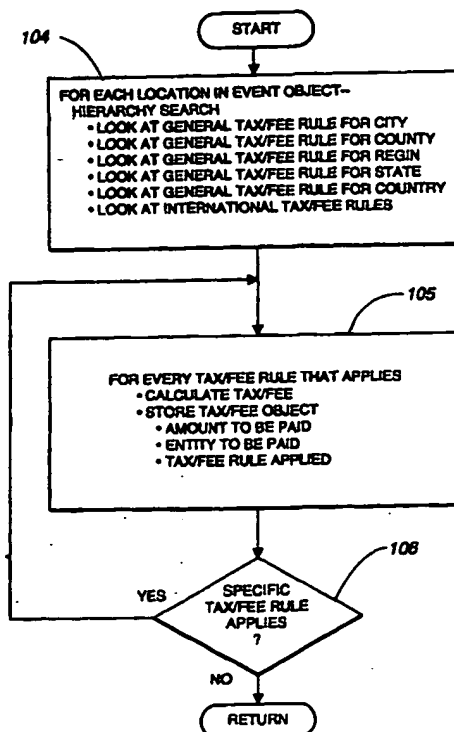 START
104
FOR EACH LOCATION IN EVENT OBJECT--
HIERARCHY SEARCH
• LOOK AT GENERAL TAX/FEE RULE FOR CITY
• LOOK AT GENERAL TAX/FEE RULE FOR COUNTY
• LOOK AT GENERAL TAX/FEE RULE FOR REGIN
• LOOK AT GENERAL TAX/FEE RULE FOR STATE
• LOOK AT GENERAL TAX/FEE RULE FOR COUNTRY
• LOOK AT INTERNATIONAL TAX/FEE RULES
105
FOR EVERY TAX/FEE RULE THAT APPLIES
• CALCULATE TAX/FEE
• STORE TAX/FEE OBJECT
• AMOUNT TO BE PAID
• ENTITY TO BE PAID
• TAX/FEE RULE APPLIED
108
YES
SPECIFIC
TAX/FEE RULE
APPLIES
?
NO
RETURN